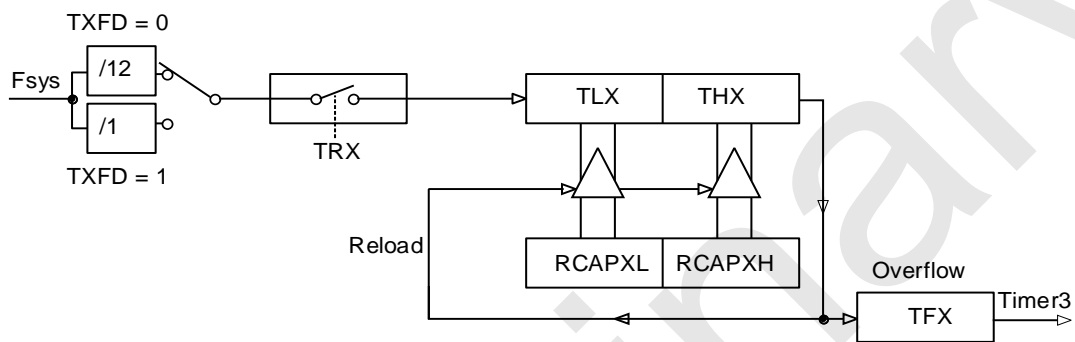 TXFD = 0
Fsys
/12
/1
TXFD = 1
TRX
TLX THX
Reload
RCAPXL RCAPXH
Overflow
TFX
Timer3